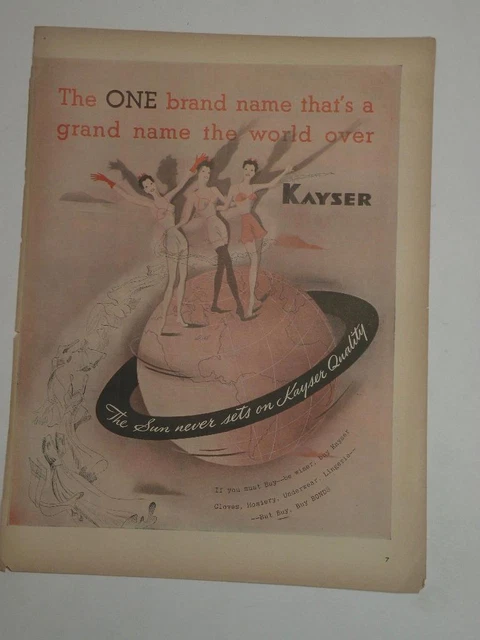 The ONE brand name that's a
grand name the world over
KAYSER
The Sun never sets on Kayser Quality
If you must Buy--be wiser, Buy Kayser
Gloves, Hosiery, Underwear, Lingerie--
--But Buy, Buy BONDS
7